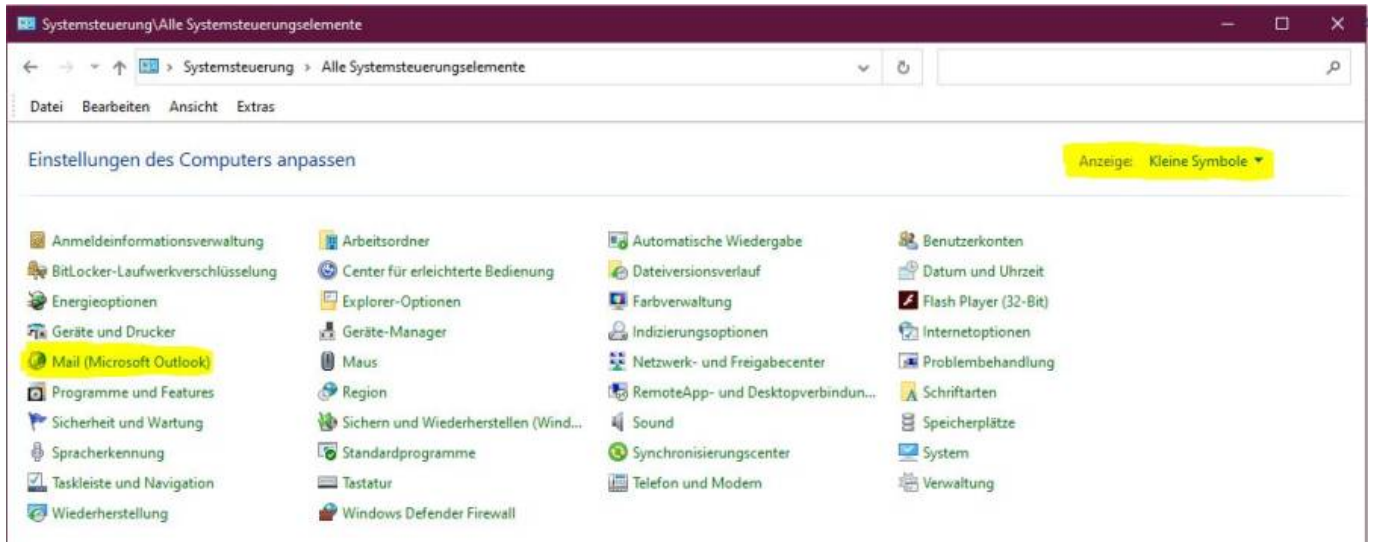 Systemsteuerung\Alle Systemsteuerungselemente
Systemsteuerung > Alle Systemsteuerungselemente
Datei Bearbeiten Ansicht Extras
Einstellungen des Computers anpassen
Anzeige: Kleine Symbole
Anmeldeinformationsverwaltung Arbeitsordner Automatische Wiedergabe Benutzerkonten
BitLocker-Laufwerkverschlüsselung Center für erleichterte Bedienung Dateiversionsverlauf Datum und Uhrzeit
Energieoptionen Explorer-Optionen Farbverwaltung Flash Player (32-Bit)
Geräte und Drucker Geräte-Manager Indizierungsoptionen Internetoptionen
Mail (Microsoft Outlook) Maus Netzwerk- und Freigabecenter Problembehandlung
Programme und Features Region RemoteApp- und Desktopverbindun... Schriftarten
Sicherheit und Wartung Sichern und Wiederherstellen (Wind... Sound Speicherplätze
Spracherkennung Standardprogramme Synchronisierungscenter System
Taskleiste und Navigation Tastatur Telefon und Modem Verwaltung
Wiederherstellung Windows Defender Firewall